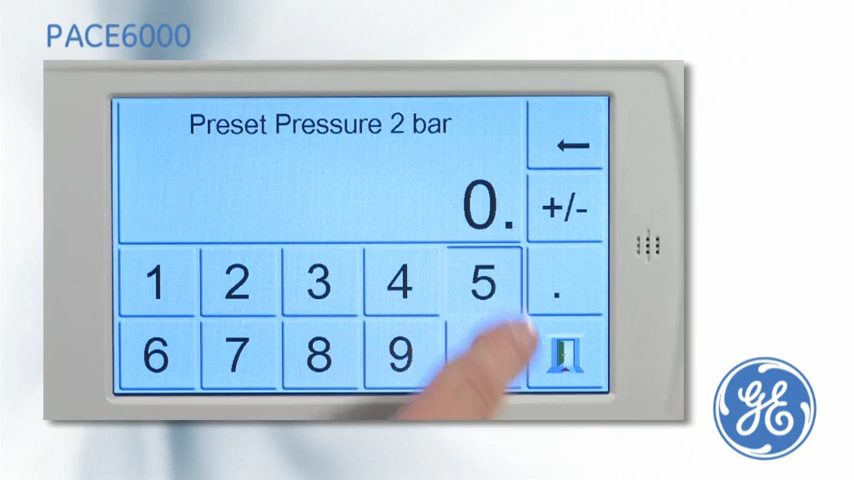 PACE6000
Preset Pressure 2 bar
0.
←
+/-
1 2 3 4 5 .
6 7 8 9
GE